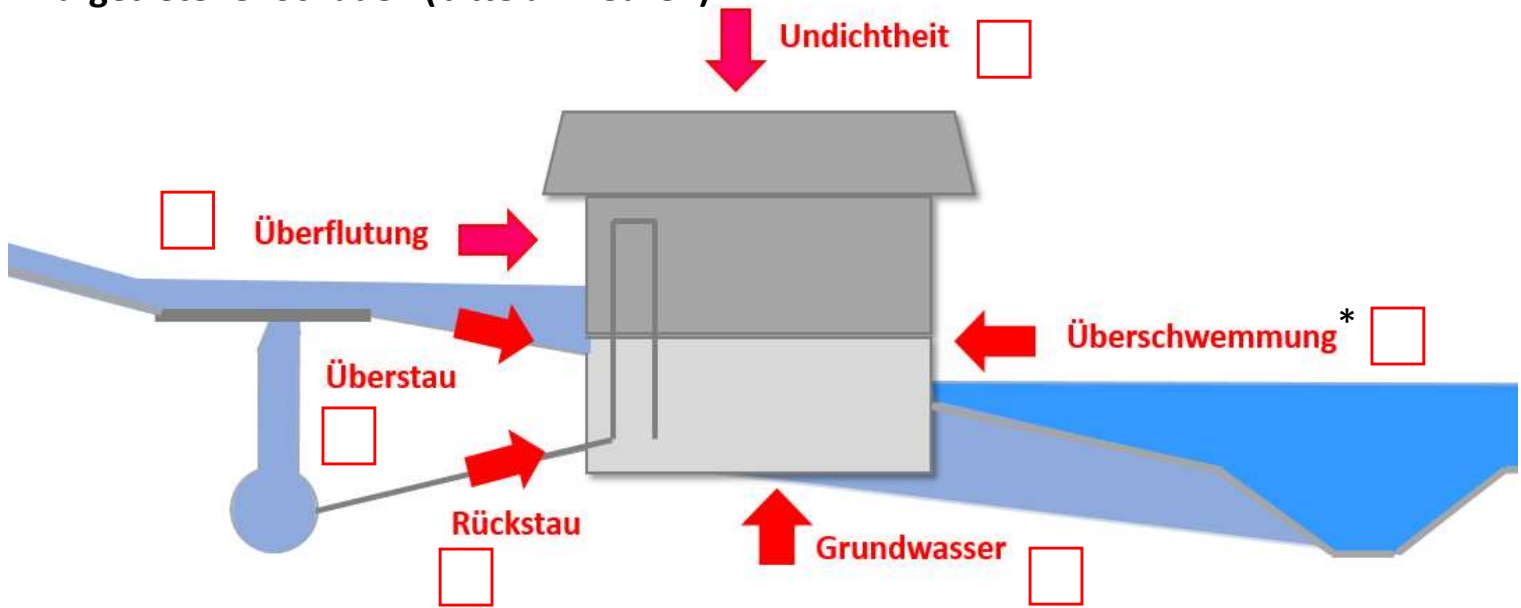 Undichtheit
Überflutung
Überschwemmung*
Überstau
Rückstau
Grundwasser